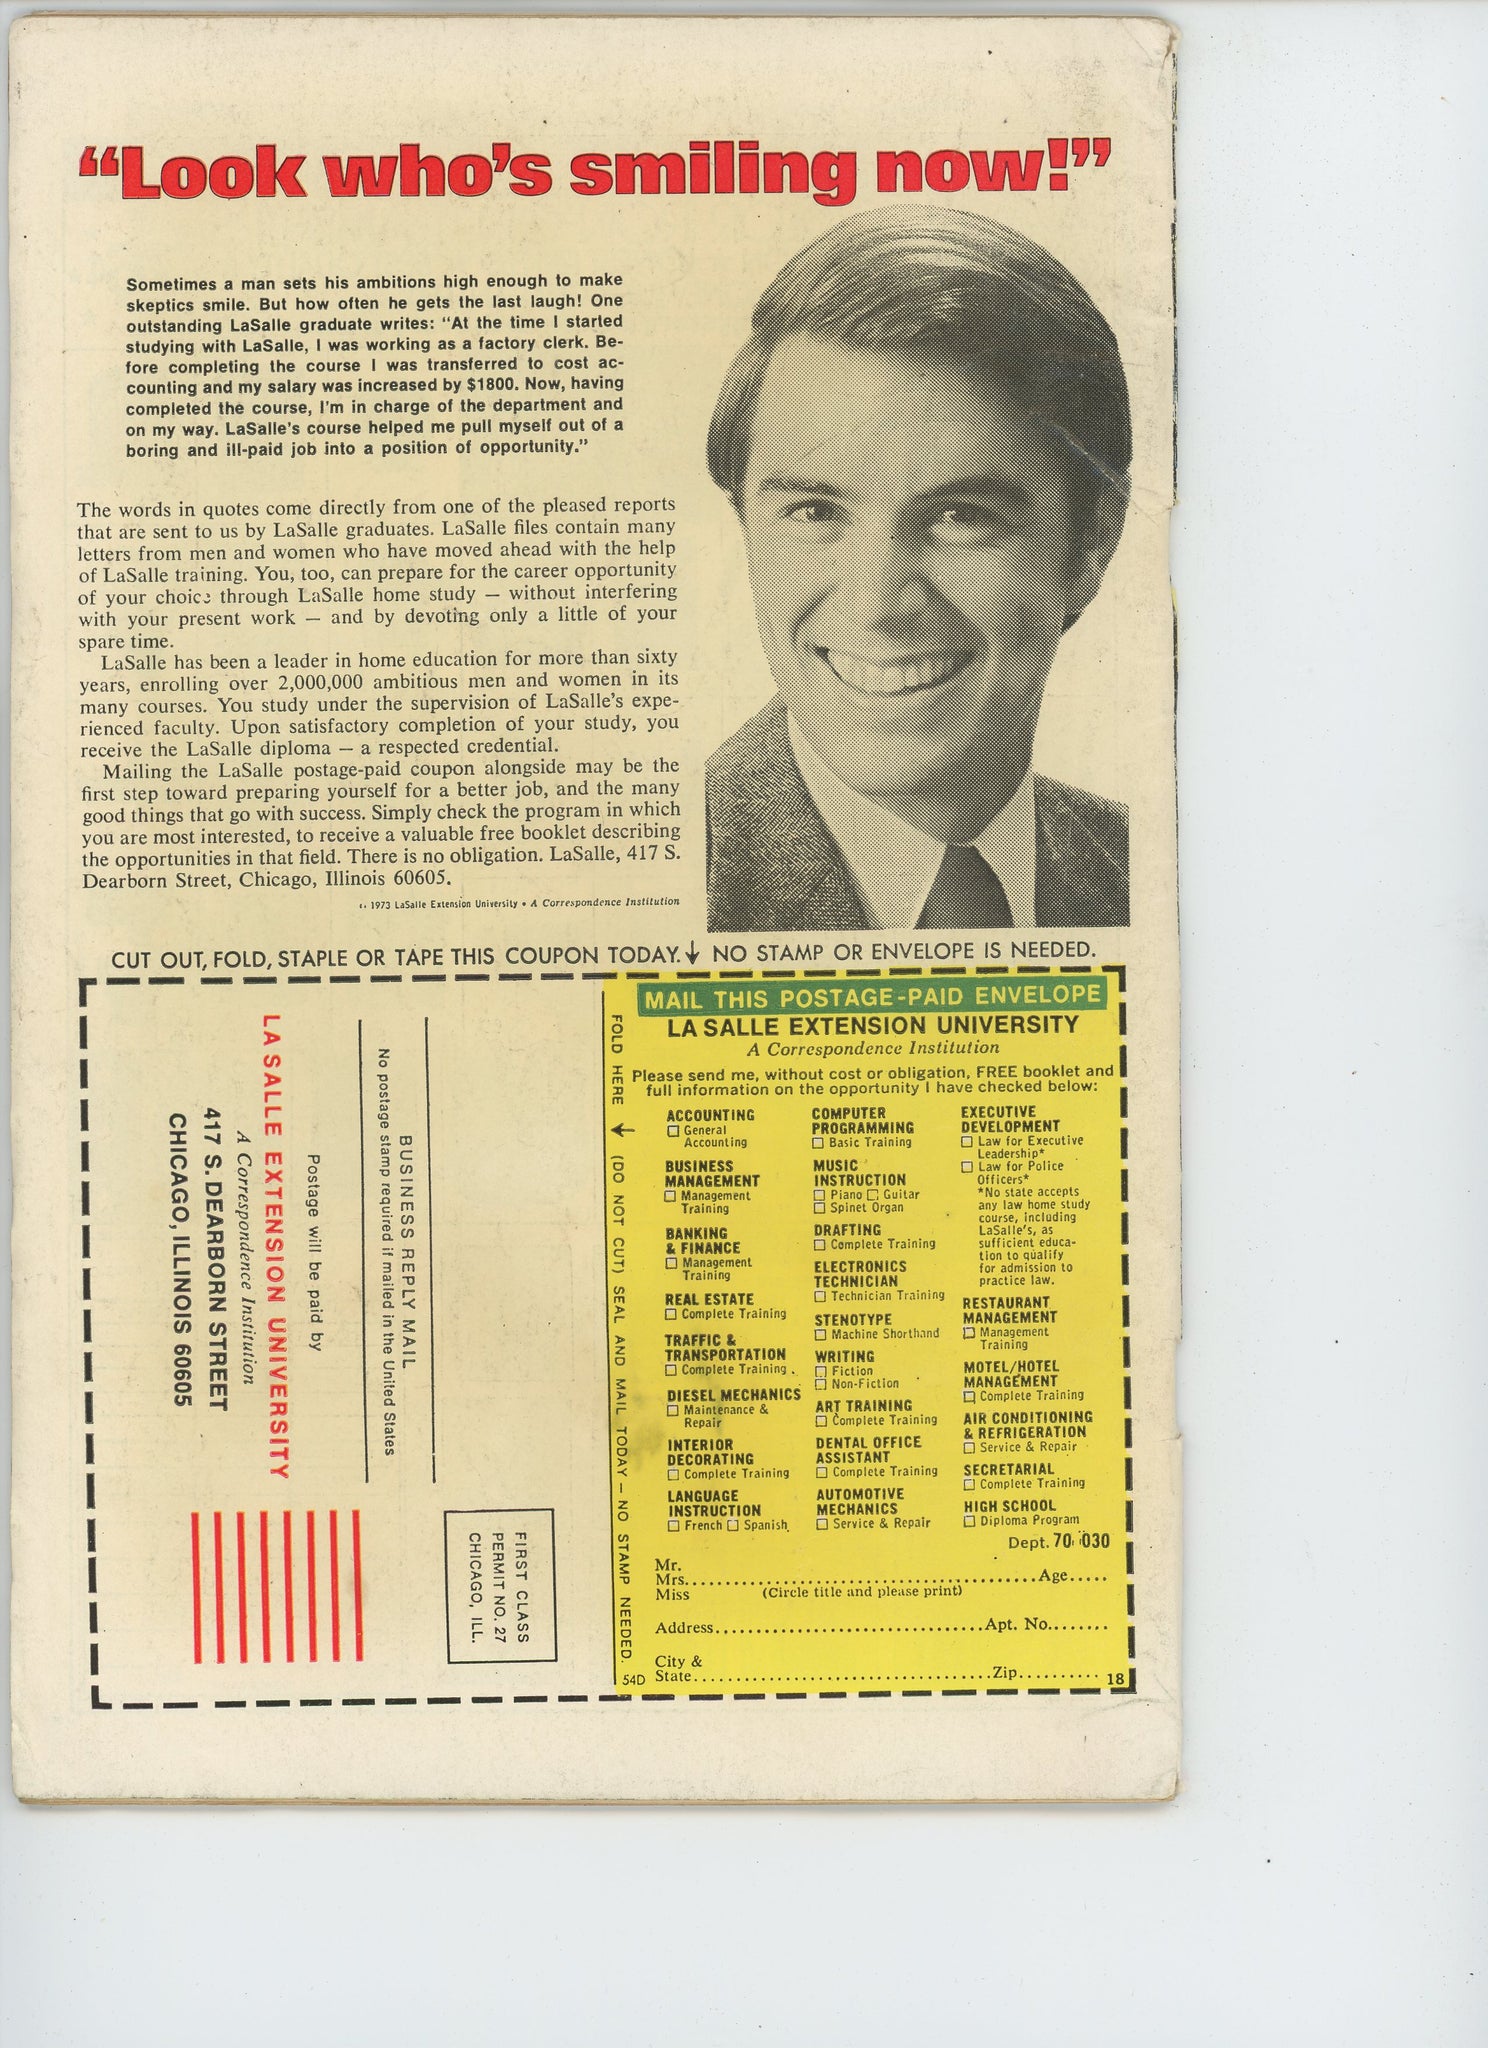 “Look who's smiling now!”
Sometimes a man sets his ambitions high enough to make
skeptics smile. But how often he gets the last laugh! One
outstanding LaSalle graduate writes: “At the time I started
studying with LaSalle, I was working as a factory clerk. Be-
fore completing the course I was transferred to cost ac-
counting and my salary was increased by $1800. Now, having
completed the course, I'm in charge of the department and
on my way. LaSalle's course helped me pull myself out of a
boring and ill-paid job into a position of opportunity.”
The words in quotes come directly from one of the pleased reports
that are sent to us by LaSalle graduates. LaSalle files contain many
letters from men and women who have moved ahead with the help
of LaSalle training. You, too, can prepare for the career opportunity
of your choice through LaSalle home study — without interfering
with your present work — and by devoting only a little of your
spare time.
LaSalle has been a leader in home education for more than sixty
years, enrolling over 2,000,000 ambitious men and women in its
many courses. You study under the supervision of LaSalle's expe-
rienced faculty. Upon satisfactory completion of your study, you
receive the LaSalle diploma — a respected credential.
Mailing the LaSalle postage-paid coupon alongside may be the
first step toward preparing yourself for a better job, and the many
good things that go with success. Simply check the program in which
you are most interested, to receive a valuable free booklet describing
the opportunities in that field. There is no obligation. LaSalle, 417 S.
Dearborn Street, Chicago, Illinois 60605.
1973 LaSalle Extension University • A Correspondence Institution
CUT OUT, FOLD, STAPLE OR TAPE THIS COUPON TODAY. ↓ NO STAMP OR ENVELOPE IS NEEDED.
FIRST CLASS
PERMIT NO. 27
CHICAGO, ILL.
BUSINESS REPLY MAIL
No postage stamp required if mailed in the United States
Postage will be paid by
LA SALLE EXTENSION UNIVERSITY
A Correspondence Institution
417 S. DEARBORN STREET
CHICAGO, ILLINOIS 60605
FOLD HERE ↓ (DO NOT CUT) SEAL AND MAIL TODAY — NO STAMP NEEDED.
MAIL THIS POSTAGE-PAID ENVELOPE
LA SALLE EXTENSION UNIVERSITY
A Correspondence Institution
Please send me, without cost or obligation, FREE booklet and
full information on the opportunity I have checked below:
ACCOUNTING
□ General
Accounting
BUSINESS
MANAGEMENT
□ Management
Training
BANKING
& FINANCE
□ Management
Training
REAL ESTATE
□ Complete Training
TRAFFIC &
TRANSPORTATION
□ Complete Training
DIESEL MECHANICS
□ Maintenance &
Repair
INTERIOR
DECORATING
□ Complete Training
LANGUAGE
INSTRUCTION
□ French □ Spanish
COMPUTER
PROGRAMMING
□ Basic Training
MUSIC
INSTRUCTION
□ Piano □ Guitar
□ Spinet Organ
DRAFTING
□ Complete Training
ELECTRONICS
TECHNICIAN
□ Technician Training
STENOTYPE
□ Machine Shorthand
WRITING
□ Fiction
□ Non-Fiction
ART TRAINING
□ Complete Training
DENTAL OFFICE
ASSISTANT
□ Complete Training
AUTOMOTIVE
MECHANICS
□ Service & Repair
EXECUTIVE
DEVELOPMENT
□ Law for Executive
Leadership*
□ Law for Police
Officers*
*No state accepts
any law home study
course, including
LaSalle's, as
sufficient educa-
tion to qualify
for admission to
practice law.
RESTAURANT
MANAGEMENT
□ Management
Training
MOTEL/HOTEL
MANAGEMENT
□ Complete Training
AIR CONDITIONING
& REFRIGERATION
□ Service & Repair
SECRETARIAL
□ Complete Training
HIGH SCHOOL
□ Diploma Program
Dept. 70-030
Mr.
Mrs. Age
Miss (Circle title and please print)
Address Apt. No.
City &
State Zip
54D
18